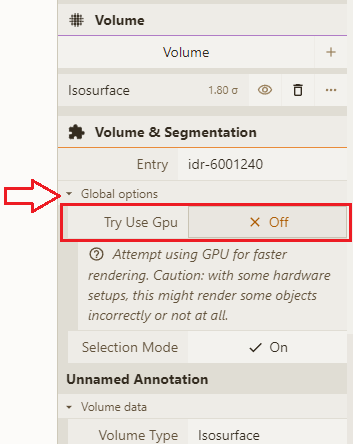 Volume
Volume +
Isosurface 1.80 σ ...
Volume & Segmentation
Entry idr-6001240
Global options
Try Use Gpu Off
Attempt using GPU for faster
rendering. Caution: with some hardware
setups, this might render some objects
incorrectly or not at all.
Selection Mode On
Unnamed Annotation
Volume data
Volume Type Isosurface